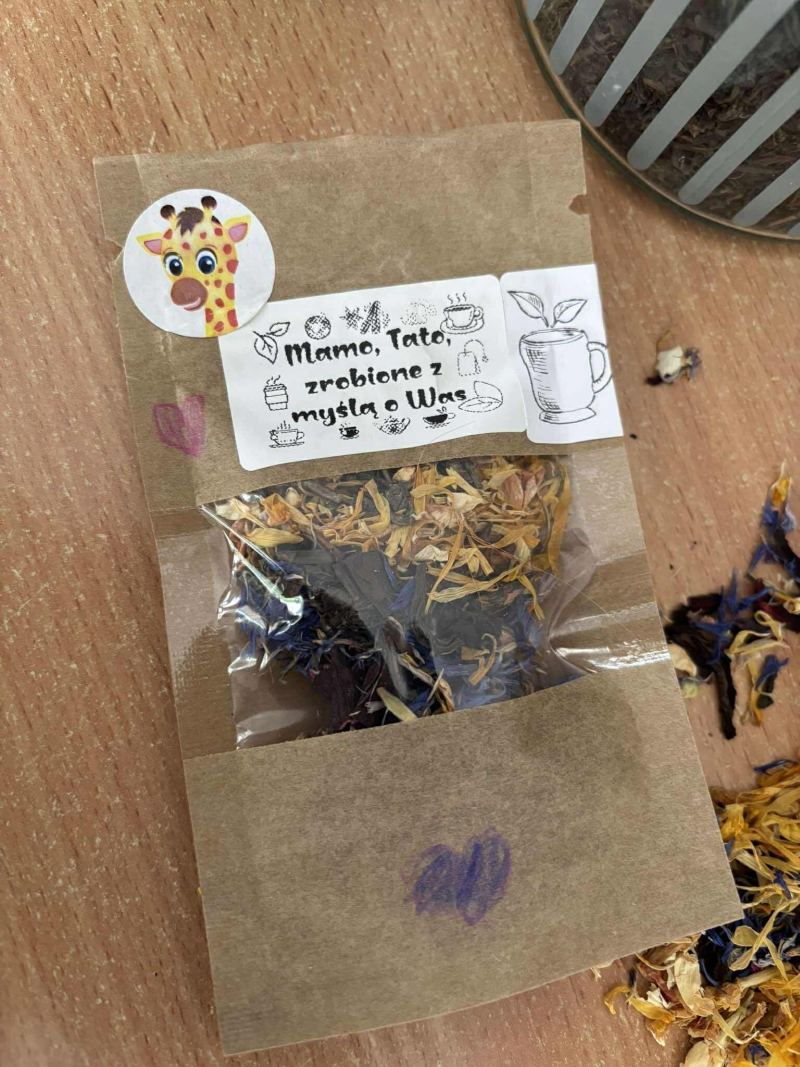 Mamo, Tato,
zrobione z
myślą o Was